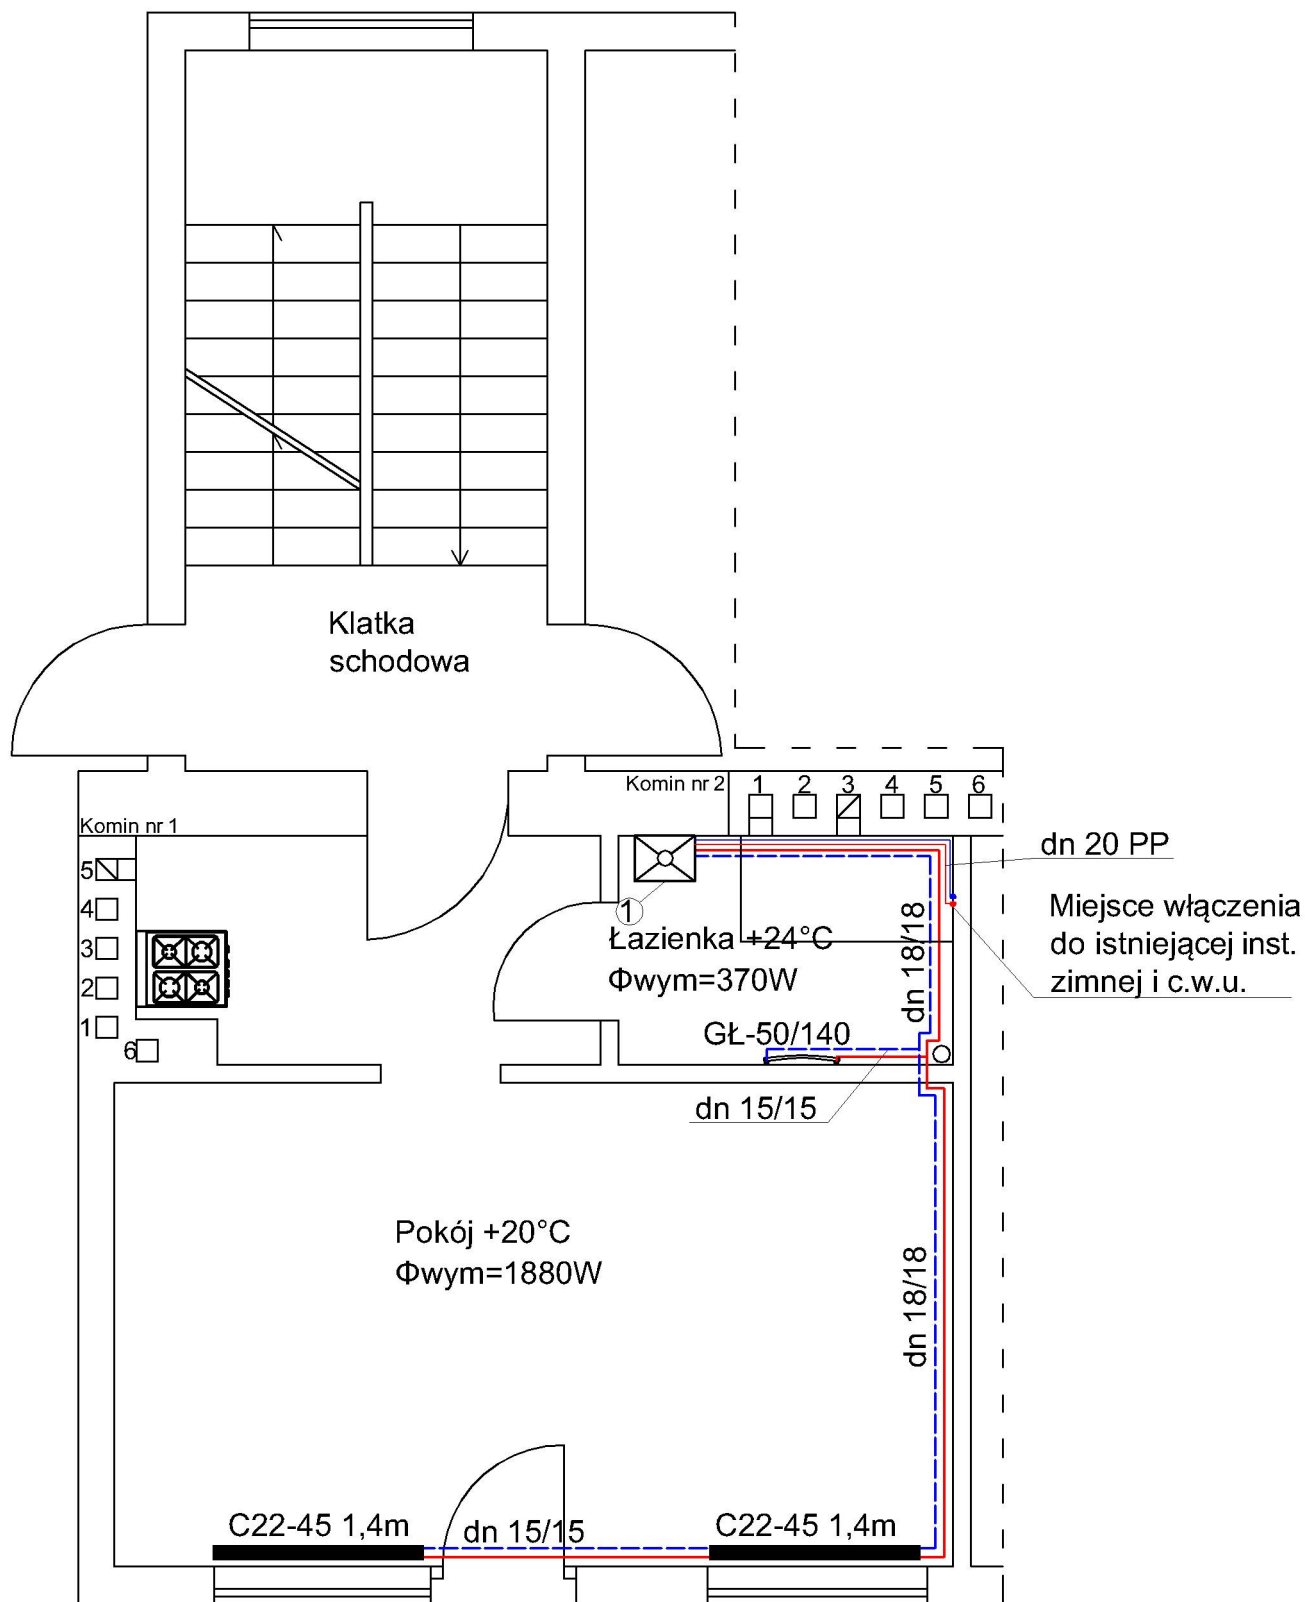 Klatka
schodowa
Komin nr 2
1 2 3 4 5 6
Komin nr 1
5
4
3
2
1
6
dn 20 PP
Miejsce włączenia
do istniejącej inst.
zimnej i c.w.u.
1
Łazienka +24°C
Φwym=370W
dn 18/18
GŁ-50/140
dn 15/15
Pokój +20°C
Φwym=1880W
dn 18/18
C22-45 1,4m
dn 15/15
C22-45 1,4m